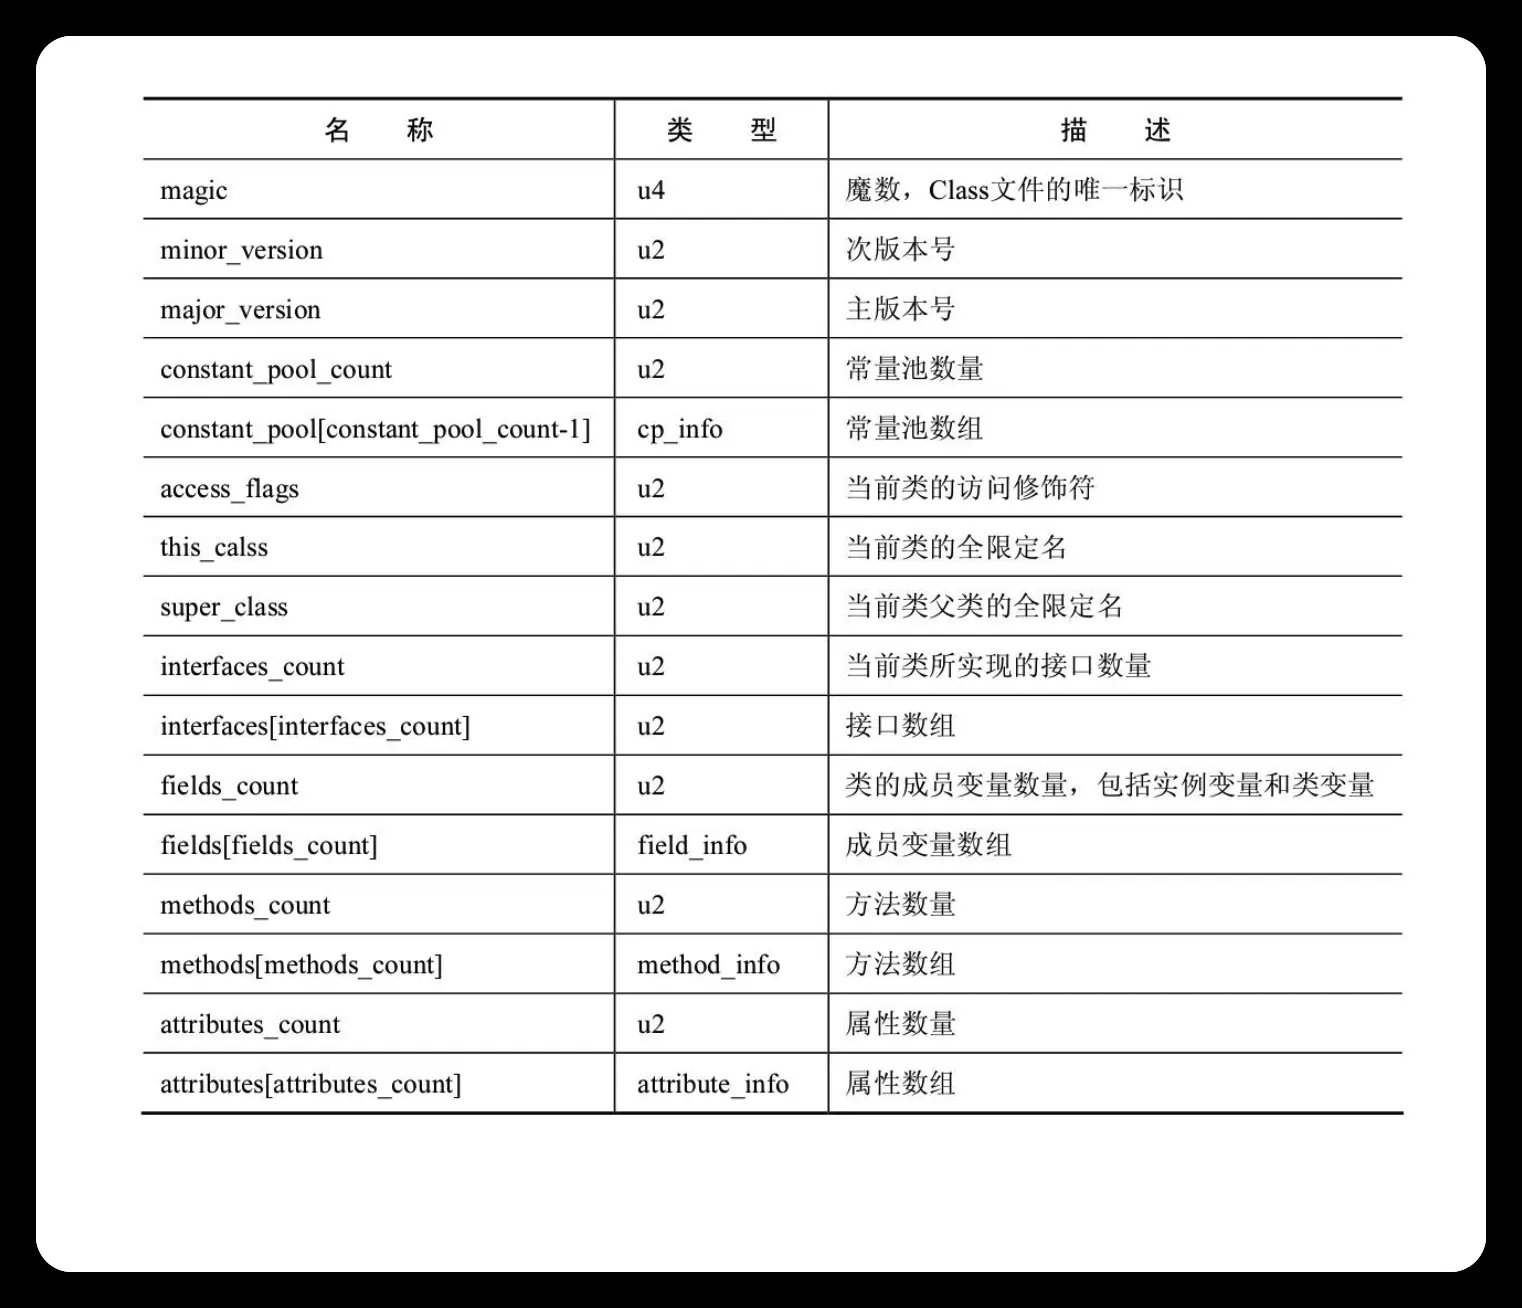 名 称 类 型 描 述
magic u4 魔数，Class文件的唯一标识
minor_version u2 次版本号
major_version u2 主版本号
constant_pool_count u2 常量池数量
constant_pool[constant_pool_count-1] cp_info 常量池数组
access_flags u2 当前类的访问修饰符
this_calss u2 当前类的全限定名
super_class u2 当前类父类的全限定名
interfaces_count u2 当前类所实现的接口数量
interfaces[interfaces_count] u2 接口数组
fields_count u2 类的成员变量数量，包括实例变量和类变量
fields[fields_count] field_info 成员变量数组
methods_count u2 方法数量
methods[methods_count] method_info 方法数组
attributes_count u2 属性数量
attributes[attributes_count] attribute_info 属性数组